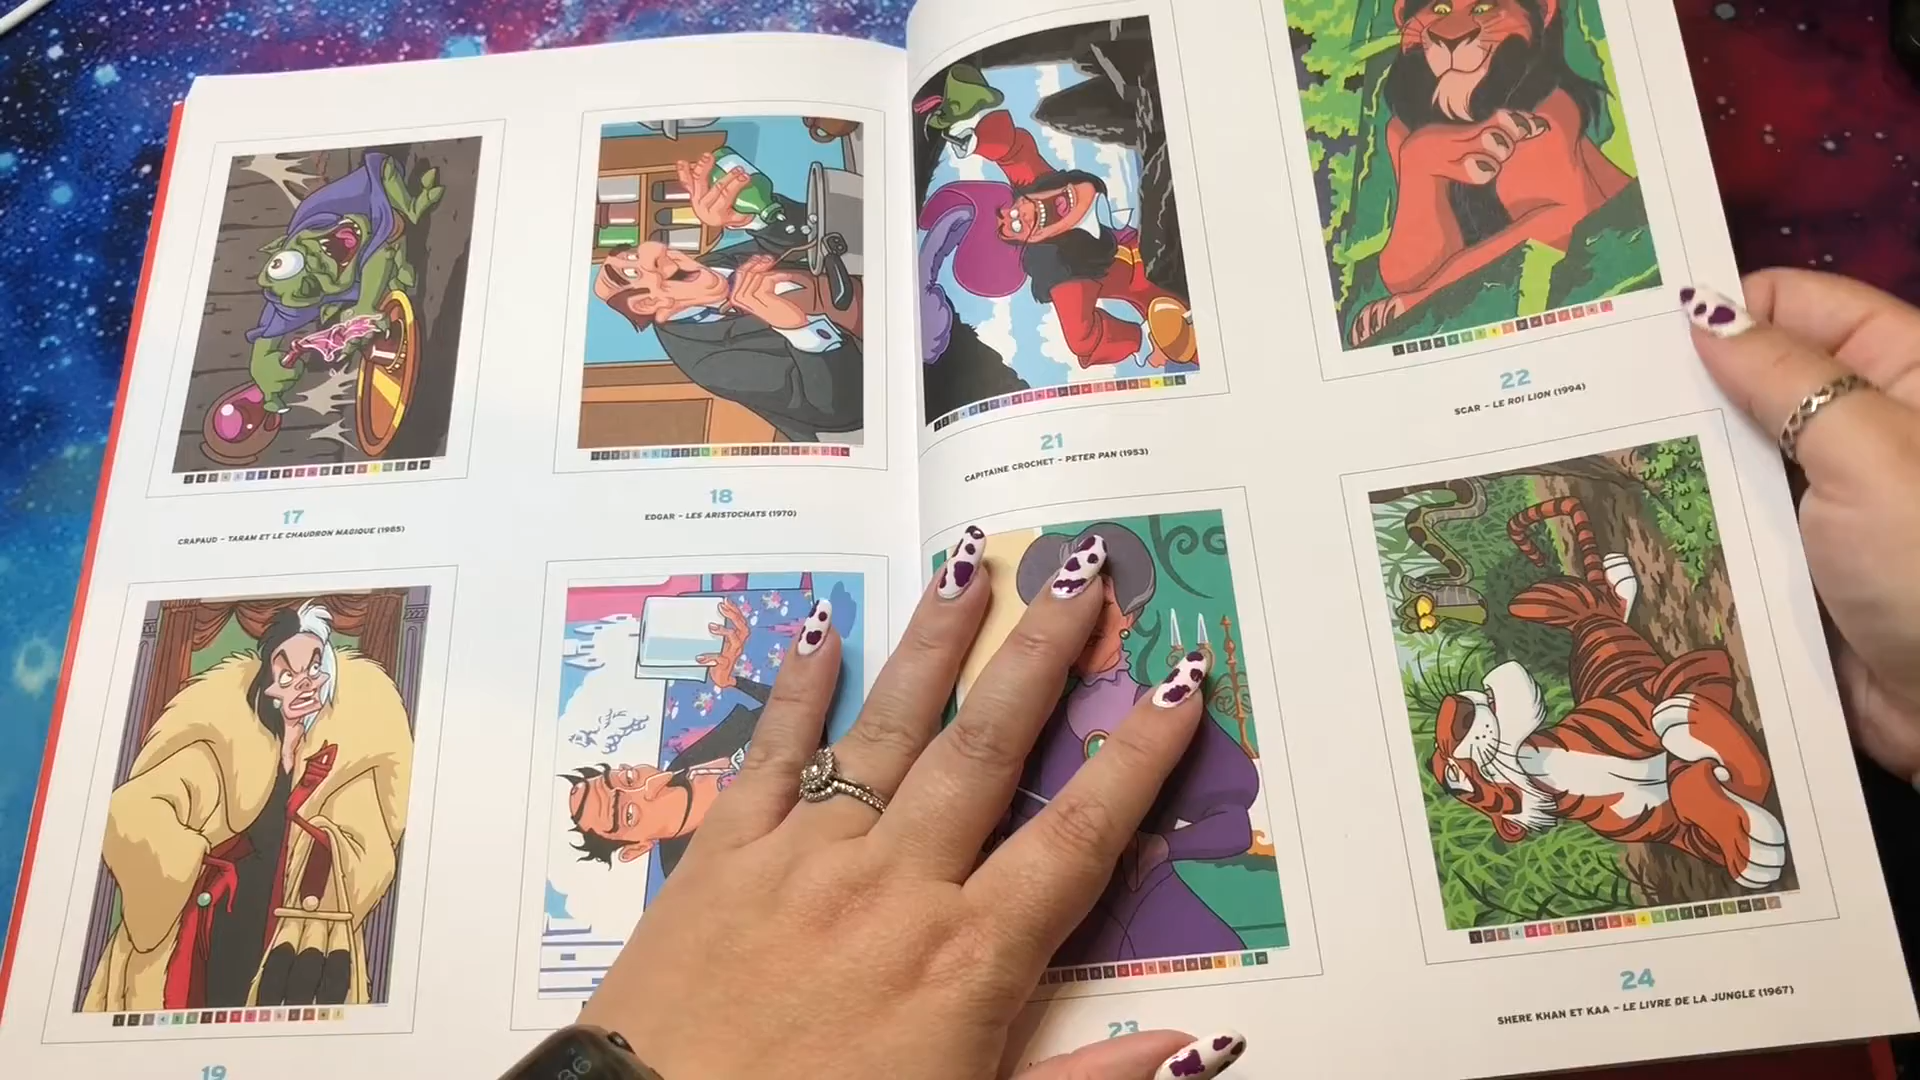 17
CRAPAUD – TARAM ET LE CHAUDRON MAGIQUE (1985)
18
EDGAR – LES ARISTOCHATS (1970)
19
21
CAPITAINE CROCHET – PETER PAN (1953)
22
SCAR – LE ROI LION (1994)
23
24
SHERE KHAN ET KAA – LE LIVRE DE LA JUNGLE (1967)